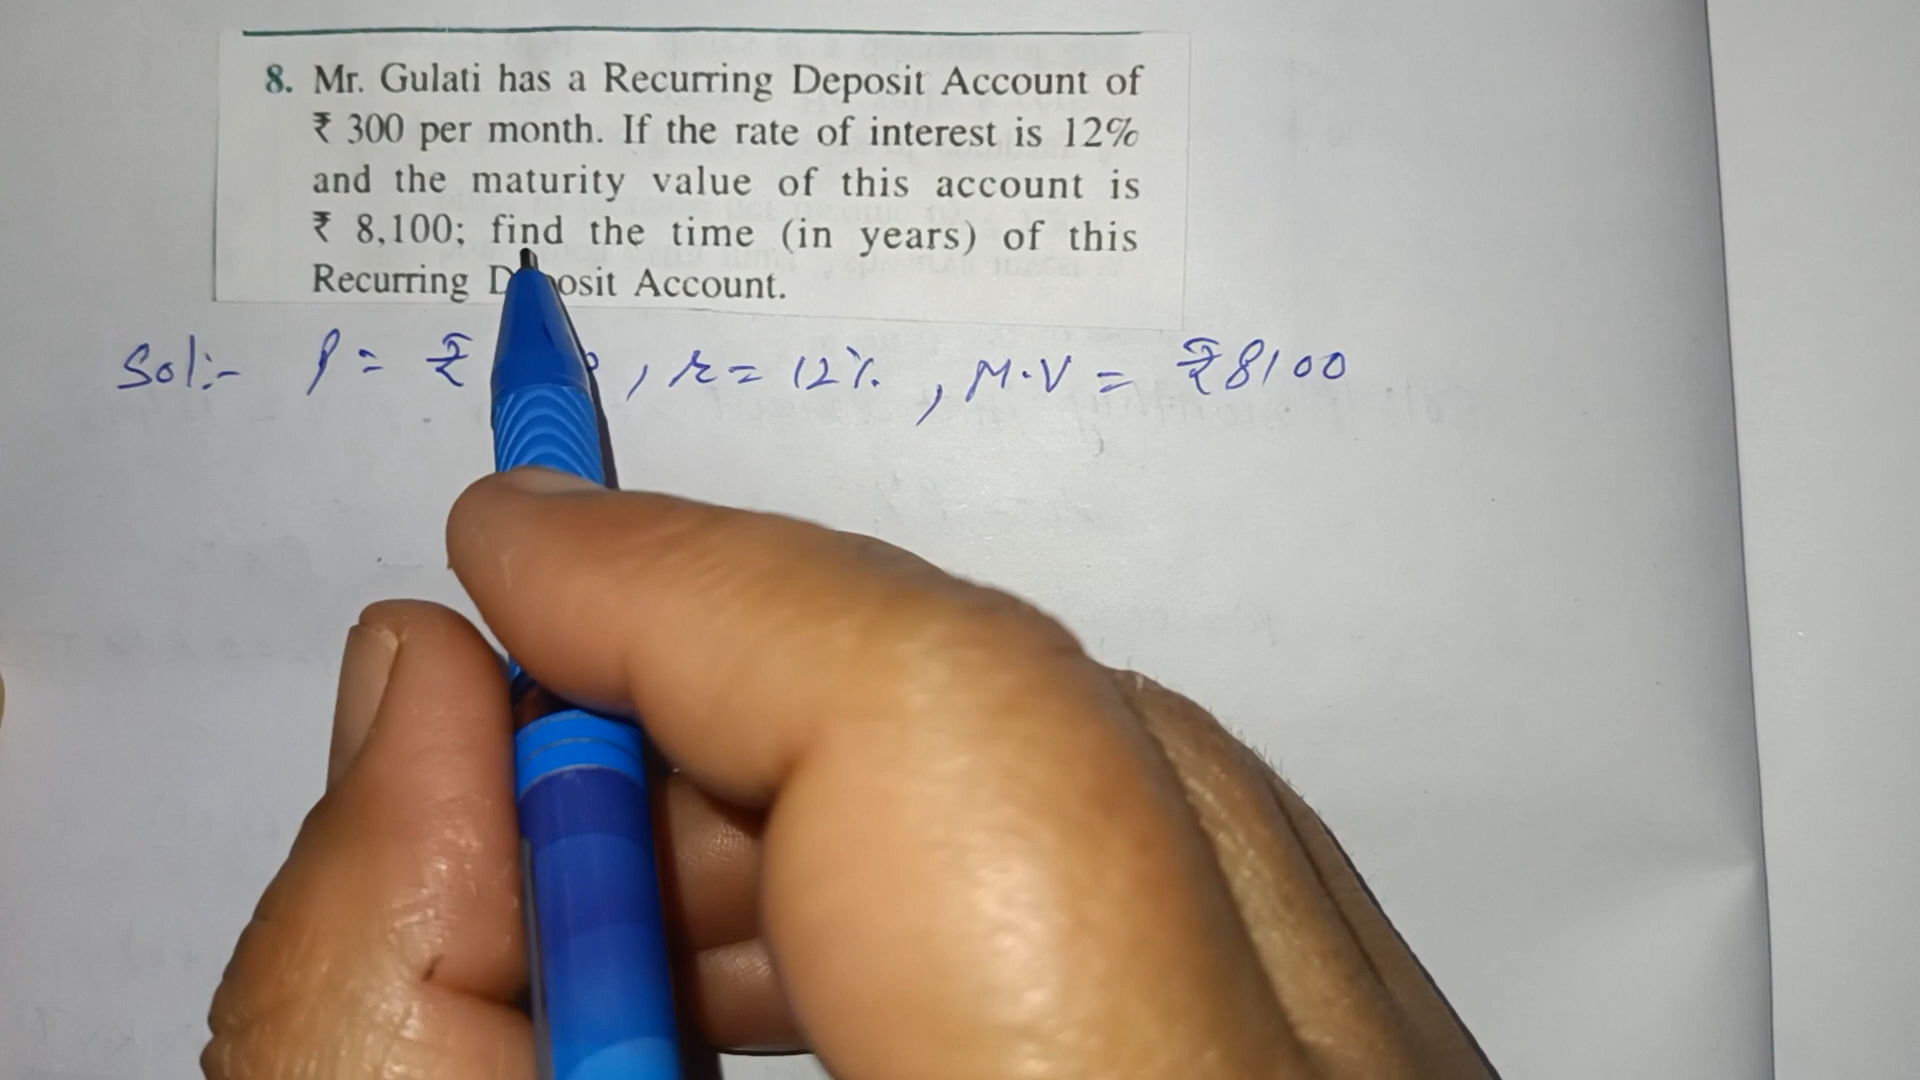 8. Mr. Gulati has a Recurring Deposit Account of
₹ 300 per month. If the rate of interest is 12%
and the maturity value of this account is
₹ 8,100; find the time (in years) of this
Recurring Account.
Sol:- P = ₹ , r = 12%, M.V = ₹8100